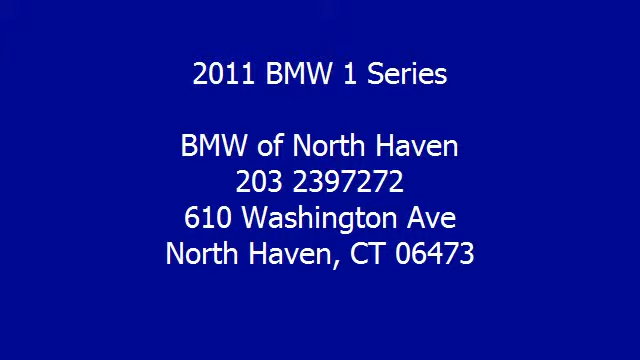 2011 BMW 1 Series
BMW of North Haven
203 2397272
610 Washington Ave
North Haven, CT 06473